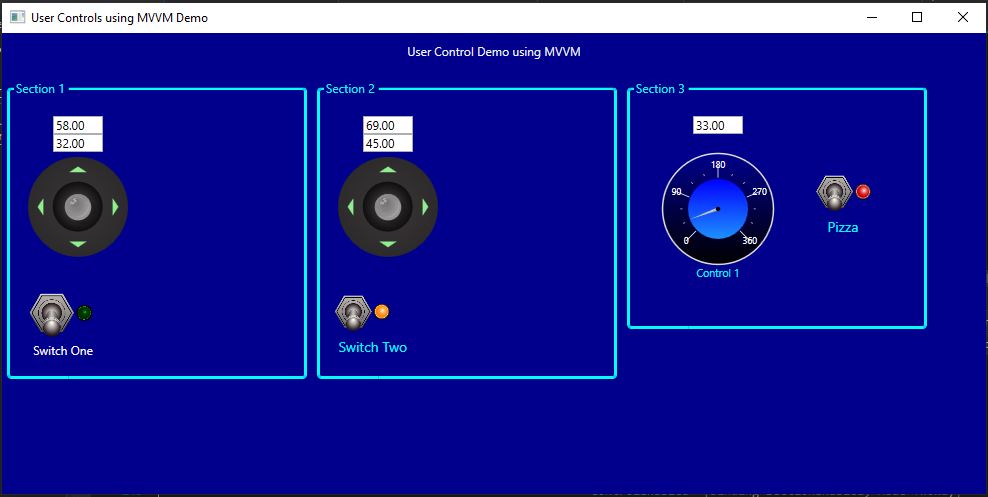 User Controls using MVVM Demo
User Control Demo using MVVM
Section 1
58.00
32.00
Switch One
Section 2
69.00
45.00
Switch Two
Section 3
33.00
180
90
270
0
360
Control 1
Pizza